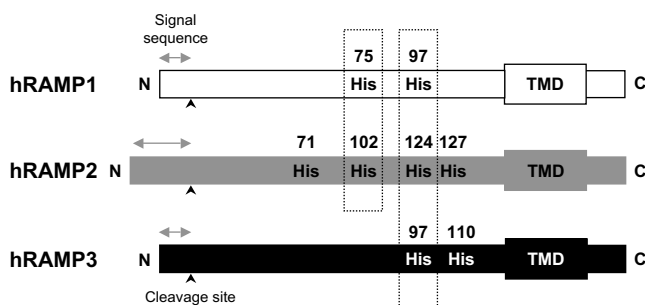 Signal
sequence
75 97
hRAMP1 N His His TMD C
71 102 124 127
hRAMP2 N His His His His TMD C
97 110
hRAMP3 N His His TMD C
Cleavage site